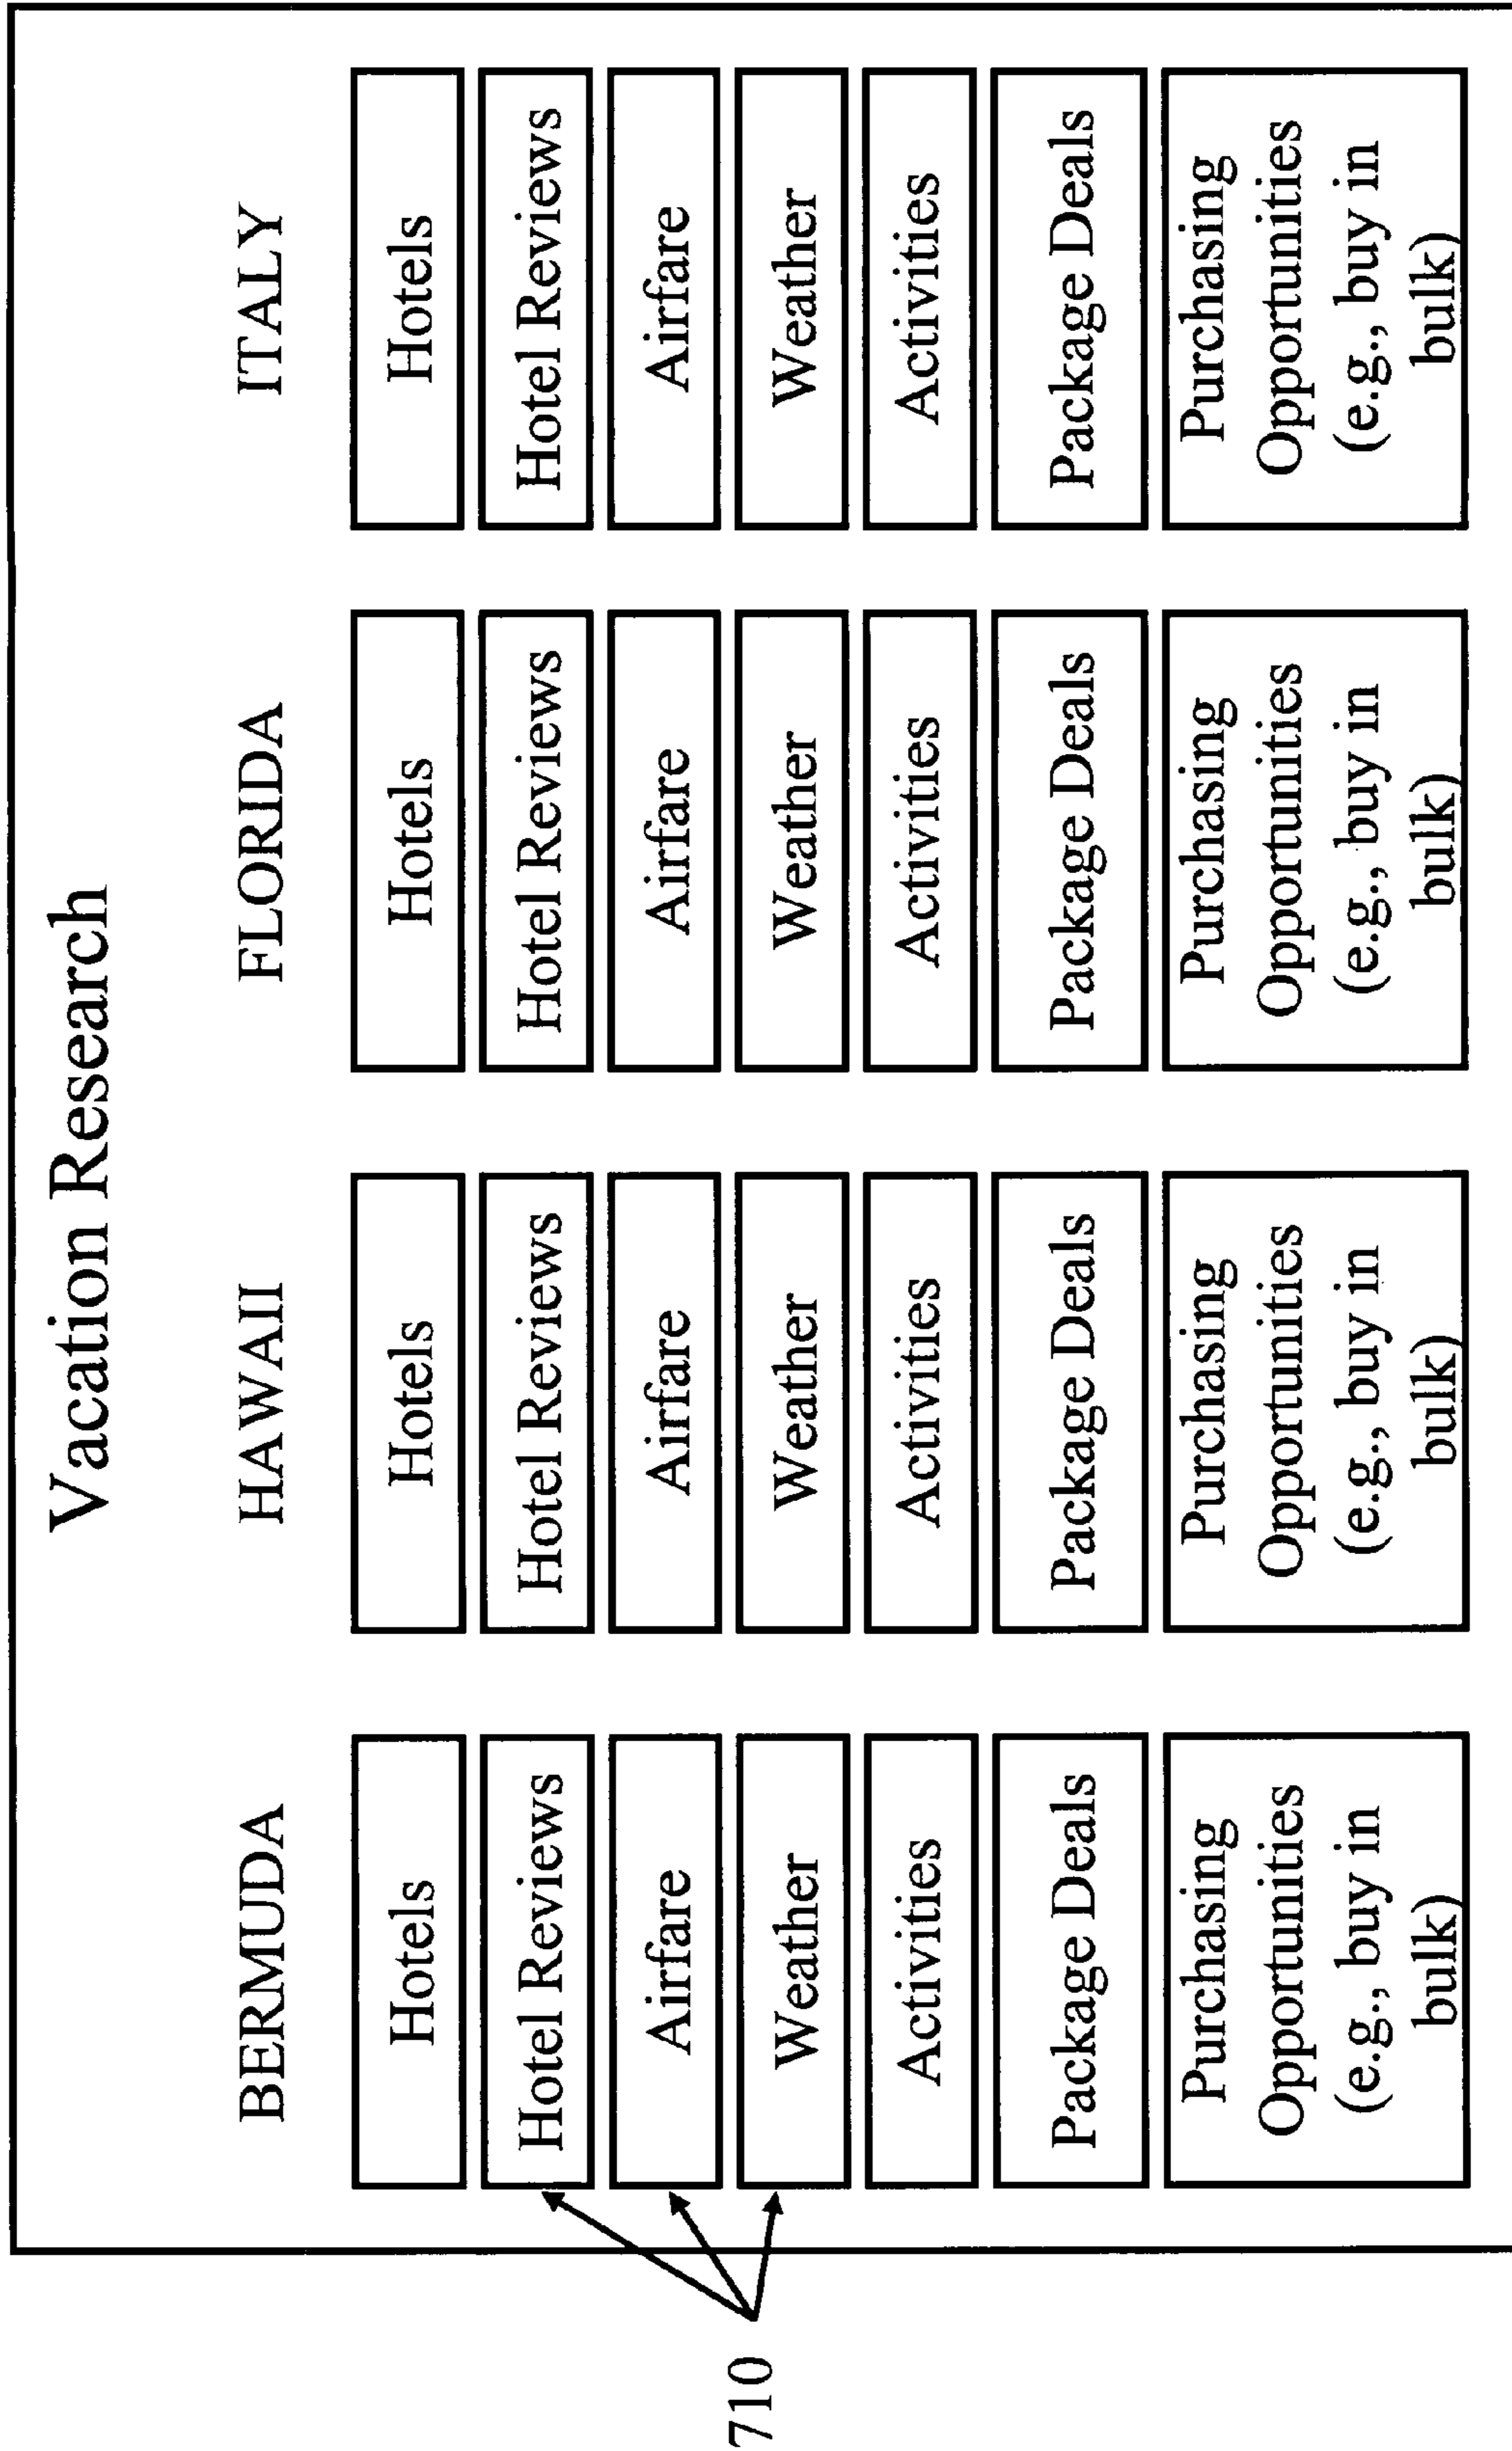 Vacation Research
BERMUDA
Hotels
Hotel Reviews
Airfare
Weather
Activities
Package Deals
Purchasing
Opportunities
(e.g., buy in
bulk)
HAWAII
Hotels
Hotel Reviews
Airfare
Weather
Activities
Package Deals
Purchasing
Opportunities
(e.g., buy in
bulk)
FLORIDA
Hotels
Hotel Reviews
Airfare
Weather
Activities
Package Deals
Purchasing
Opportunities
(e.g., buy in
bulk)
ITALY
Hotels
Hotel Reviews
Airfare
Weather
Activities
Package Deals
Purchasing
Opportunities
(e.g., buy in
bulk)
710